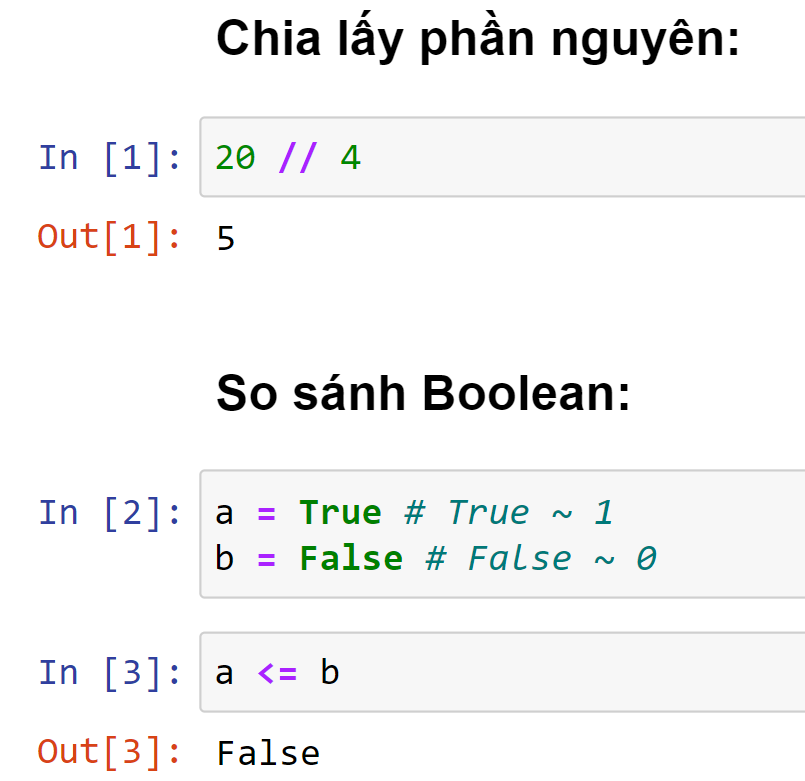 Chia lấy phần nguyên:
In [1]: 20 // 4
Out[1]: 5
So sánh Boolean:
In [2]: a = True # True ~ 1
b = False # False ~ 0
In [3]: a <= b
Out[3]: False